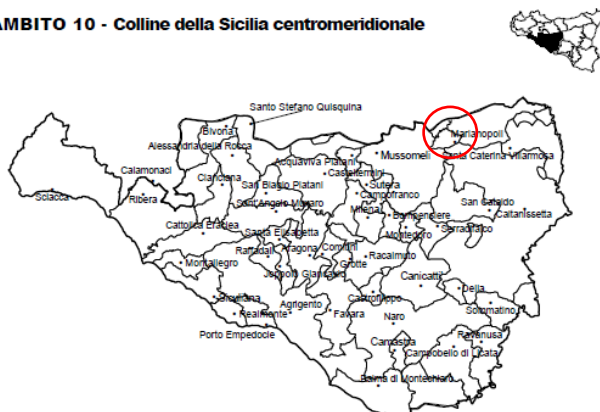 AMBITO 10 - Colline della Sicilia centromeridionale
Santo Stefano Quisquina
Bivona
Marianopoli
Alessandria della Rocca
Mussomeli
Santa Caterina Villarmosa
Acquaviva Platani
Calamonaci
Casteltermini
Cianciana
San Biagio Platani
Sutera
Campofranco
Sciacca
Ribera
Sant'Angelo Muxaro
San Cataldo
Milena
Bompensiere
Caltanissetta
Cattolica Eraclea
Santa Elisabetta
Montedoro
Serradifalco
Raffadali
Aragona
Comitini
Racalmuto
Montallegro
Grotte
Joppolo Giancaxio
Canicatti
Delia
Siculiana
Castrofilippo
Agrigento
Sommatino
Realmonte
Favara
Naro
Porto Empedocle
Ravanusa
Camastra
Campobello di Licata
Palma di Montechiaro